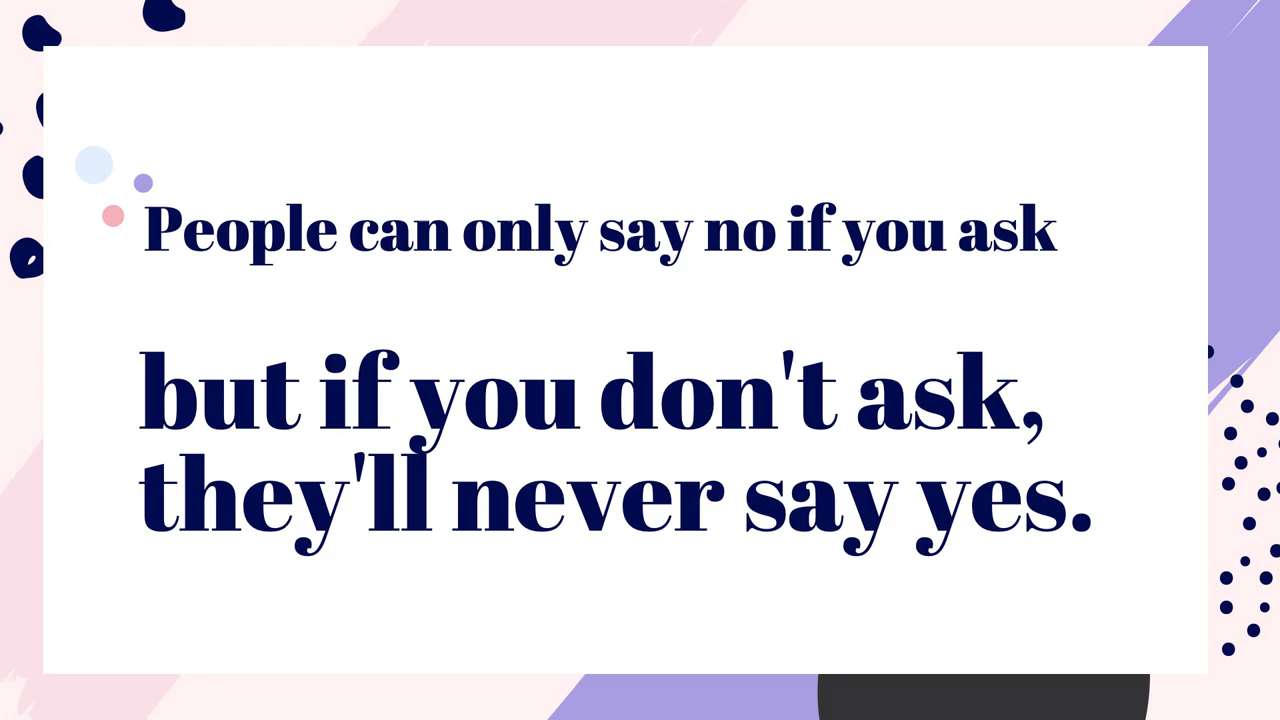 People can only say no if you ask
but if you don't ask,
they'll never say yes.